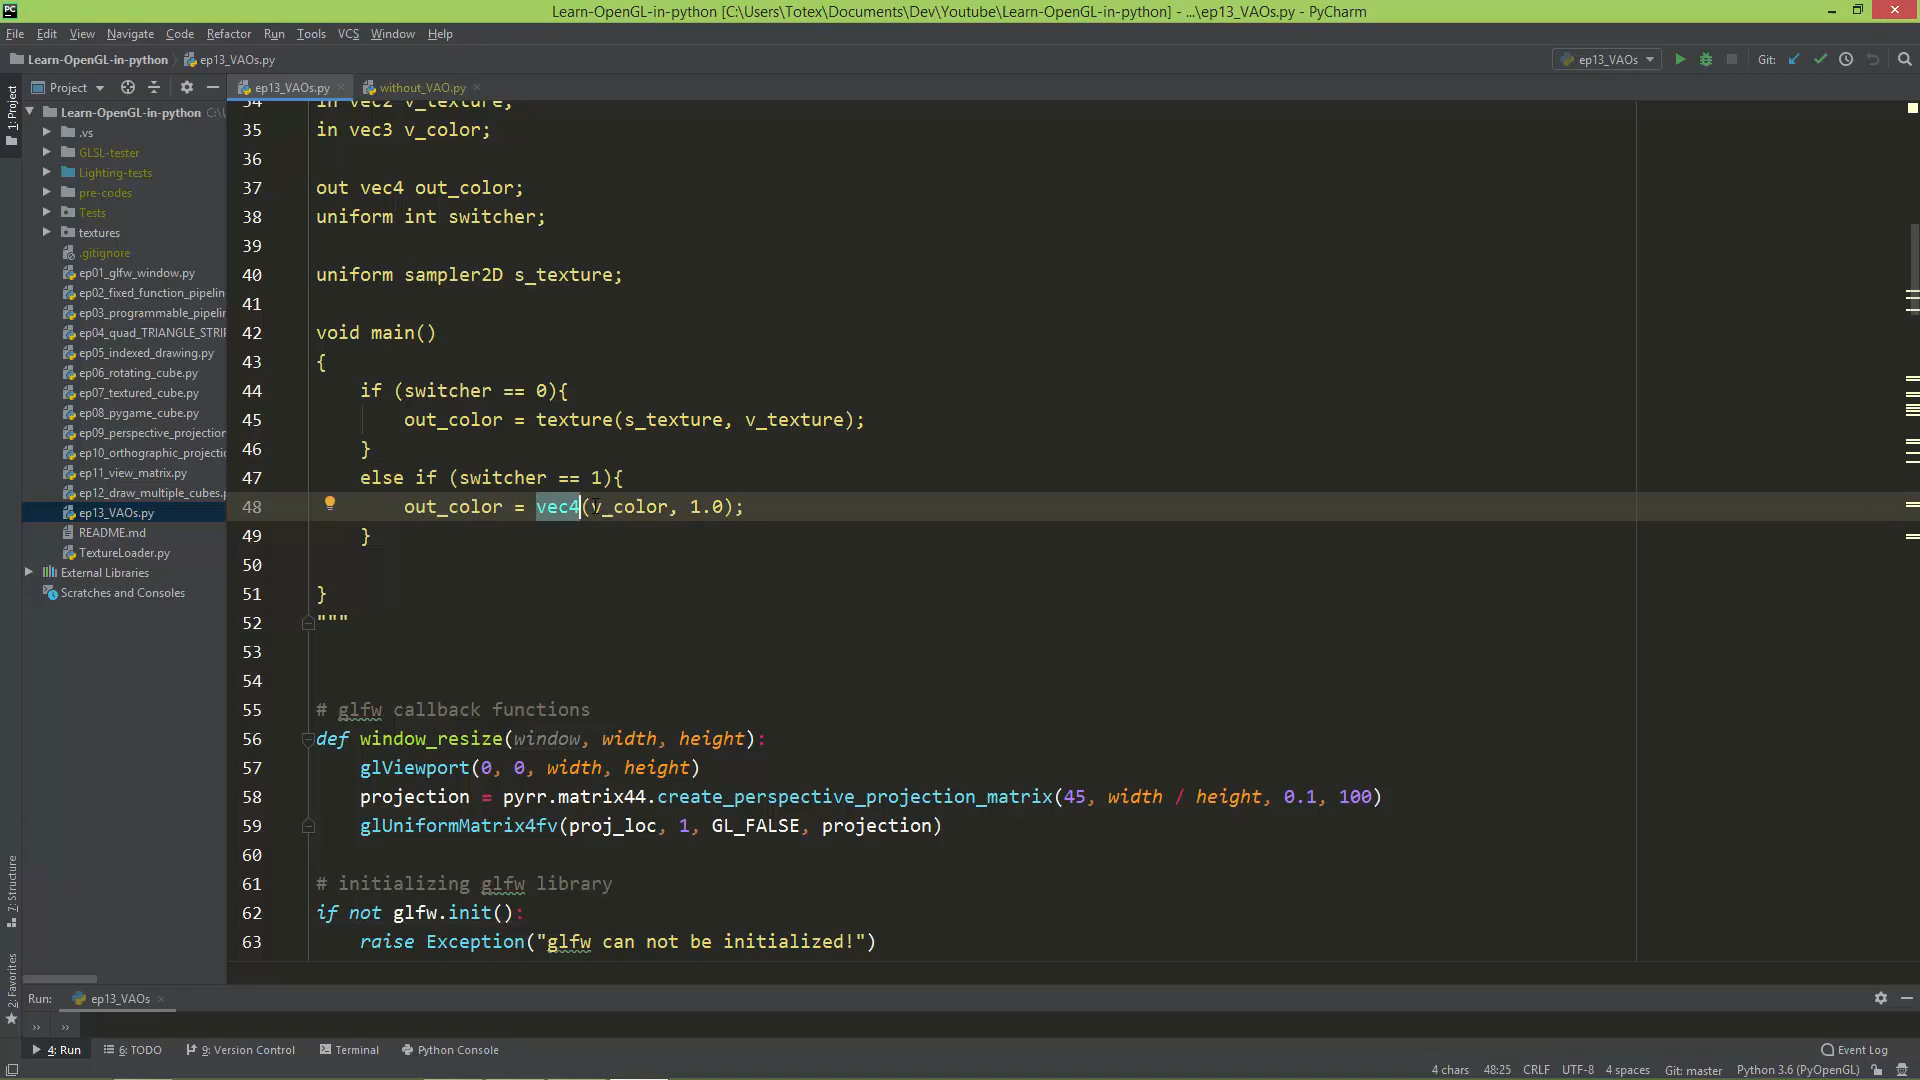 Learn-OpenGL-in-python [C:\Users\Totex\Documents\Dev\Youtube\Learn-OpenGL-in-python] - ...\ep13_VAOs.py - PyCharm
File Edit View Navigate Code Refactor Run Tools VCS Window Help
Learn-OpenGL-in-python ep13_VAOs.py
ep13_VAOs Git:
Project
ep13_VAOs.py without_VAO.py
1: Project
Learn-OpenGL-in-python C:\U
.vs
GLSL-tester
Lighting-tests
pre-codes
Tests
textures
.gitignore
ep01_glfw_window.py
ep02_fixed_function_pipelin
ep03_programmable_pipelin
ep04_quad_TRIANGLE_STRIP
ep05_indexed_drawing.py
ep06_rotating_cube.py
ep07_textured_cube.py
ep08_pygame_cube.py
ep09_perspective_projection
ep10_orthographic_projectio
ep11_view_matrix.py
ep12_draw_multiple_cubes.p
ep13_VAOs.py
README.md
TextureLoader.py
External Libraries
Scratches and Consoles
34 in vec2 v_texture;
35 in vec3 v_color;
36
37 out vec4 out_color;
38 uniform int switcher;
39
40 uniform sampler2D s_texture;
41
42 void main()
43 {
44 if (switcher == 0){
45 out_color = texture(s_texture, v_texture);
46 }
47 else if (switcher == 1){
48 out_color = vec4(v_color, 1.0);
49 }
50
51 }
52 """
53
54
55 # glfw callback functions
56 def window_resize(window, width, height):
57 glViewport(0, 0, width, height)
58 projection = pyrr.matrix44.create_perspective_projection_matrix(45, width / height, 0.1, 100)
59 glUniformMatrix4fv(proj_loc, 1, GL_FALSE, projection)
60
61 # initializing glfw library
62 if not glfw.init():
63 raise Exception("glfw can not be initialized!")
7: Structure
2: Favorites
Run: ep13_VAOs
4: Run 6: TODO 9: Version Control Terminal Python Console Event Log
4 chars 48:25 CRLF UTF-8 4 spaces Git: master Python 3.6 (PyOpenGL)